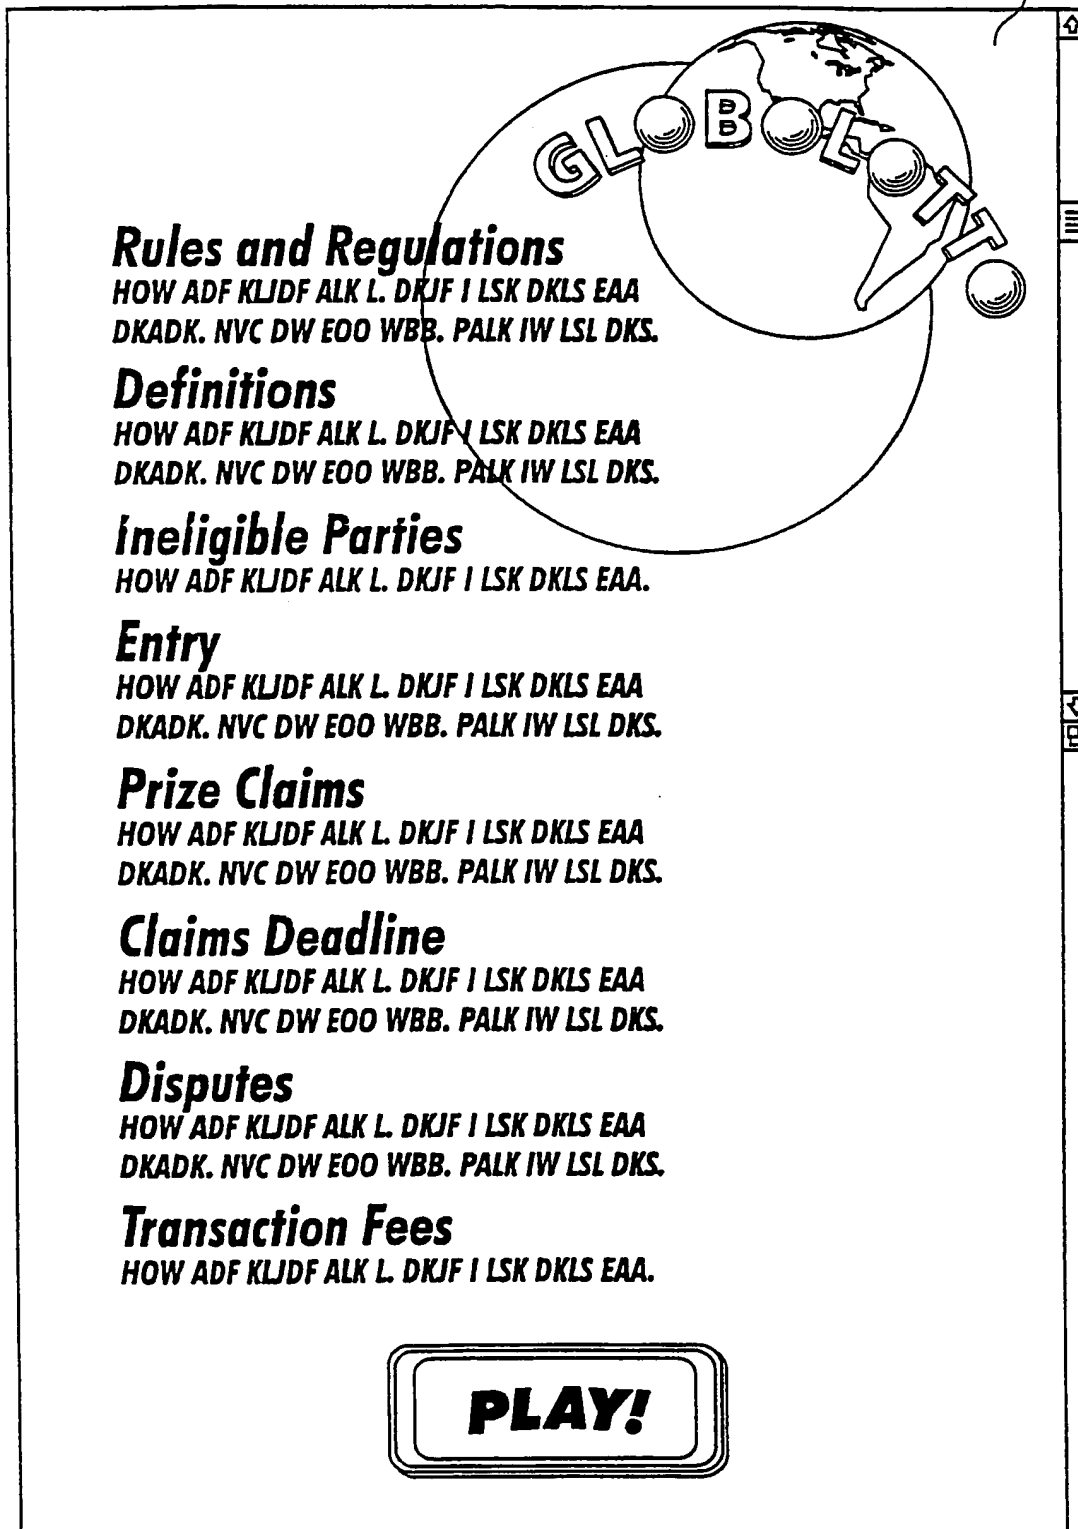 GLOBOLOTTO
Rules and Regulations
HOW ADF KLJDF ALK L. DKJF I LSK DKLS EAA
DKADK. NVC DW EOO WBB. PALK IW LSL DKS.
Definitions
HOW ADF KLJDF ALK L. DKJF I LSK DKLS EAA
DKADK. NVC DW EOO WBB. PALK IW LSL DKS.
Ineligible Parties
HOW ADF KLJDF ALK L. DKJF I LSK DKLS EAA.
Entry
HOW ADF KLJDF ALK L. DKJF I LSK DKLS EAA
DKADK. NVC DW EOO WBB. PALK IW LSL DKS.
Prize Claims
HOW ADF KLJDF ALK L. DKJF I LSK DKLS EAA
DKADK. NVC DW EOO WBB. PALK IW LSL DKS.
Claims Deadline
HOW ADF KLJDF ALK L. DKJF I LSK DKLS EAA
DKADK. NVC DW EOO WBB. PALK IW LSL DKS.
Disputes
HOW ADF KLJDF ALK L. DKJF I LSK DKLS EAA
DKADK. NVC DW EOO WBB. PALK IW LSL DKS.
Transaction Fees
HOW ADF KLJDF ALK L. DKJF I LSK DKLS EAA.
PLAY!